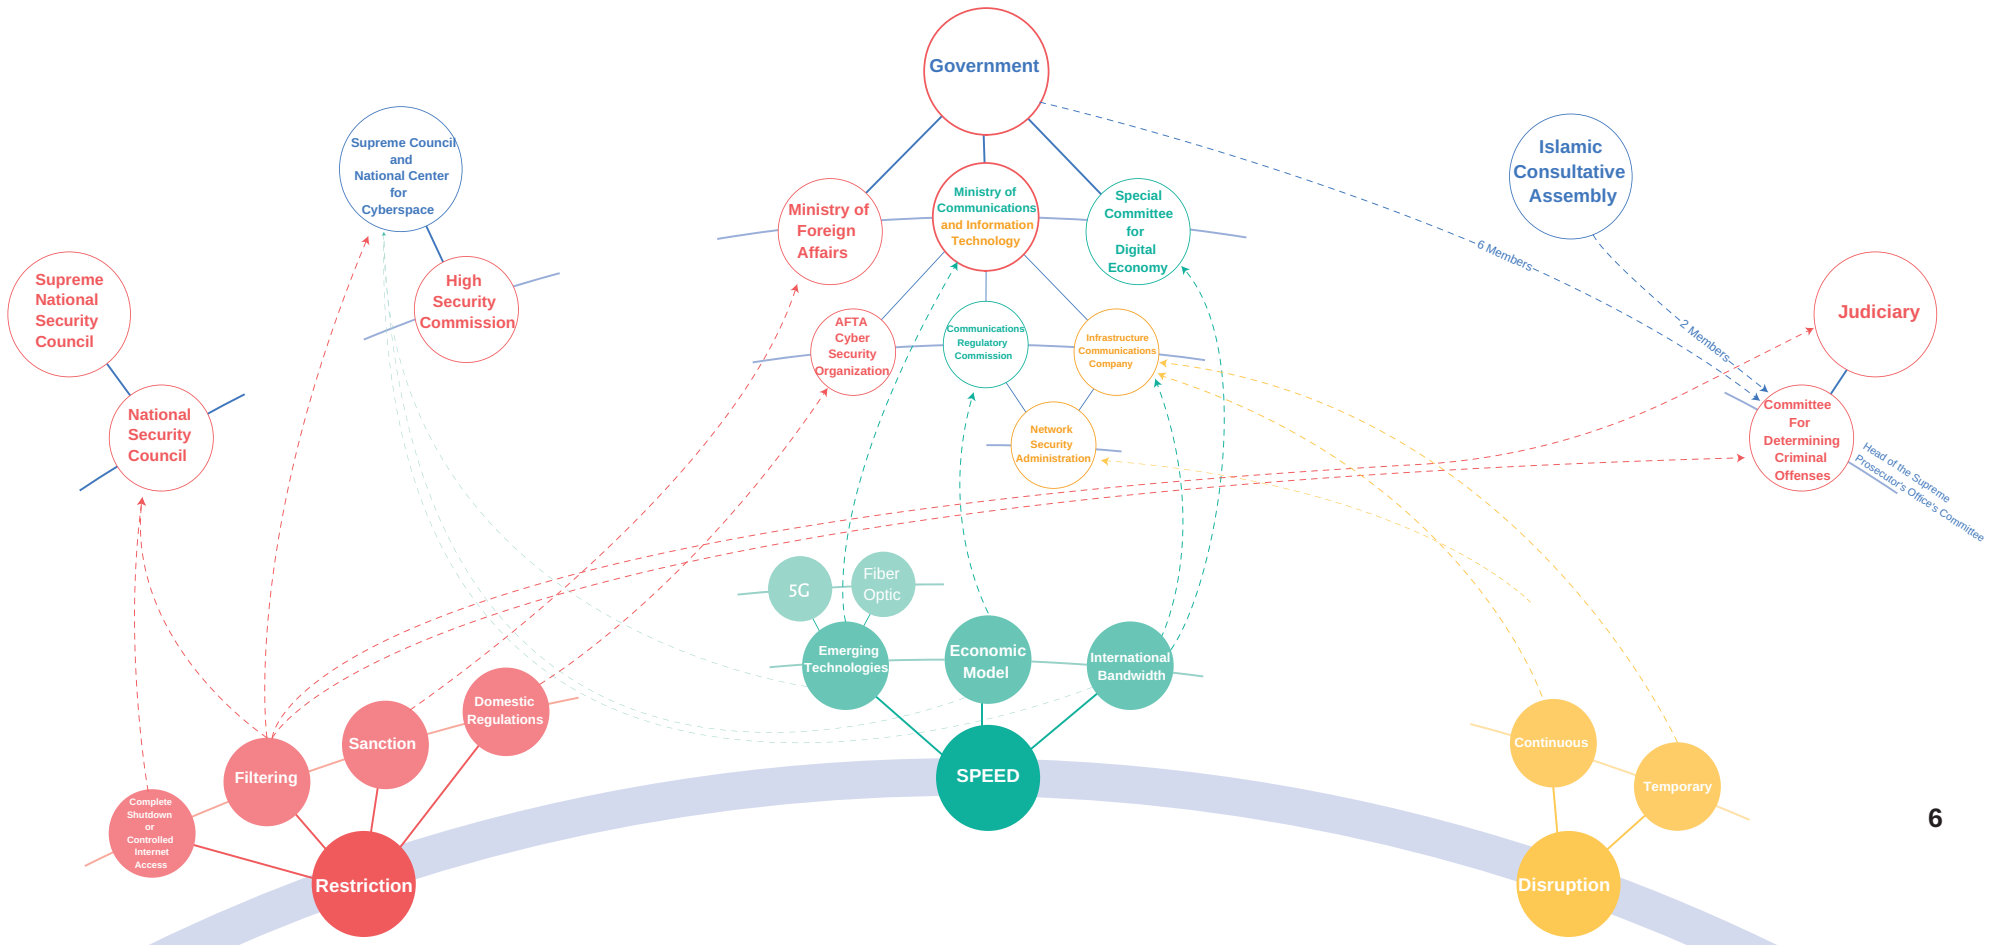 Government
Supreme Council
and
National Center
for
Cyberspace
Islamic
Consultative
Assembly
Ministry of
Foreign
Affairs
Ministry of
Communications
and Information
Technology
Special
Committee
for
Digital
Economy
6 Members
Supreme
National
Security
Council
High
Security
Commission
Judiciary
2 Members
AFTA
Cyber
Security
Organization
Communications
Regulatory
Commission
Infrastructure
Communications
Company
National
Security
Council
Network
Security
Administration
Committee
For
Determining
Criminal
Offenses
Head of the Supreme
Prosecutor's Office's Committee
5G
Fiber
Optic
Emerging
Technologies
Economic
Model
International
Bandwidth
Domestic
Regulations
Sanction
Filtering
Complete
Shutdown
or
Controlled
Internet
Access
SPEED
Continuous
Temporary
6
Restriction
Disruption